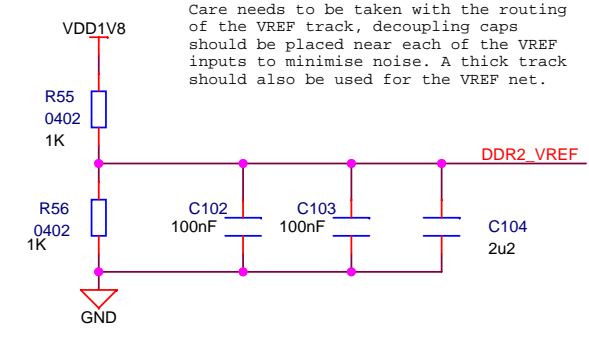 Care needs to be taken with the routing
of the VREF track, decoupling caps
should be placed near each of the VREF
inputs to minimise noise. A thick track
should also be used for the VREF net.
VDD1V8
R55
0402
1K
DDR2_VREF
R56
0402
1K
C102
100nF
C103
100nF
C104
2u2
GND